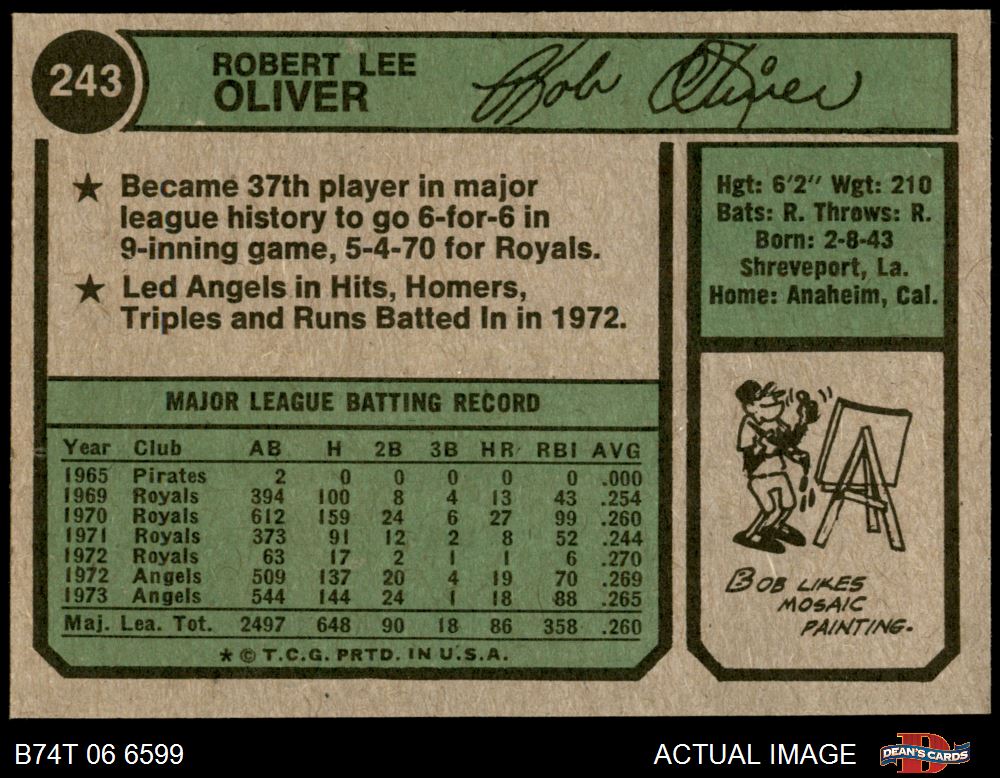 243
ROBERT LEE
OLIVER
Bob Oliver
★ Became 37th player in major
league history to go 6-for-6 in
9-inning game, 5-4-70 for Royals.
★ Led Angels in Hits, Homers,
Triples and Runs Batted In in 1972.
Hgt: 6'2" Wgt: 210
Bats: R. Throws: R.
Born: 2-8-43
Shreveport, La.
Home: Anaheim, Cal.
MAJOR LEAGUE BATTING RECORD
Year Club AB H 2B 3B HR RBI AVG
1965 Pirates 2 0 0 0 0 0 .000
1969 Royals 394 100 8 4 13 43 .254
1970 Royals 612 159 24 6 27 99 .260
1971 Royals 373 91 12 2 8 52 .244
1972 Royals 63 17 2 1 1 6 .270
1972 Angels 509 137 20 4 19 70 .269
1973 Angels 544 144 24 1 18 88 .265
Maj. Lea. Tot. 2497 648 90 18 86 358 .260
★ © T.C.G. PRTD. IN U.S.A.
BOB LIKES
MOSAIC
PAINTING.
B74T 06 6599
ACTUAL IMAGE
D
DEAN'S CARDS